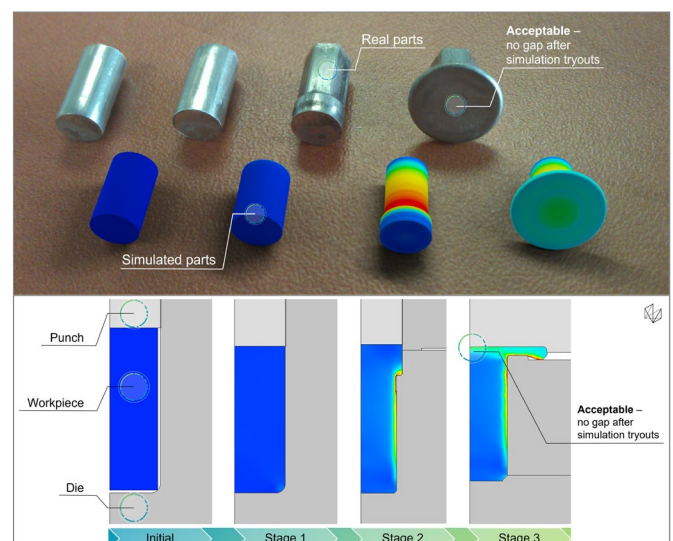 Real parts
Acceptable –
no gap after
simulation tryouts
Simulated parts
Punch
Workpiece
Acceptable –
no gap after
simulation tryouts
Die
Initial
Stage 1
Stage 2
Stage 3